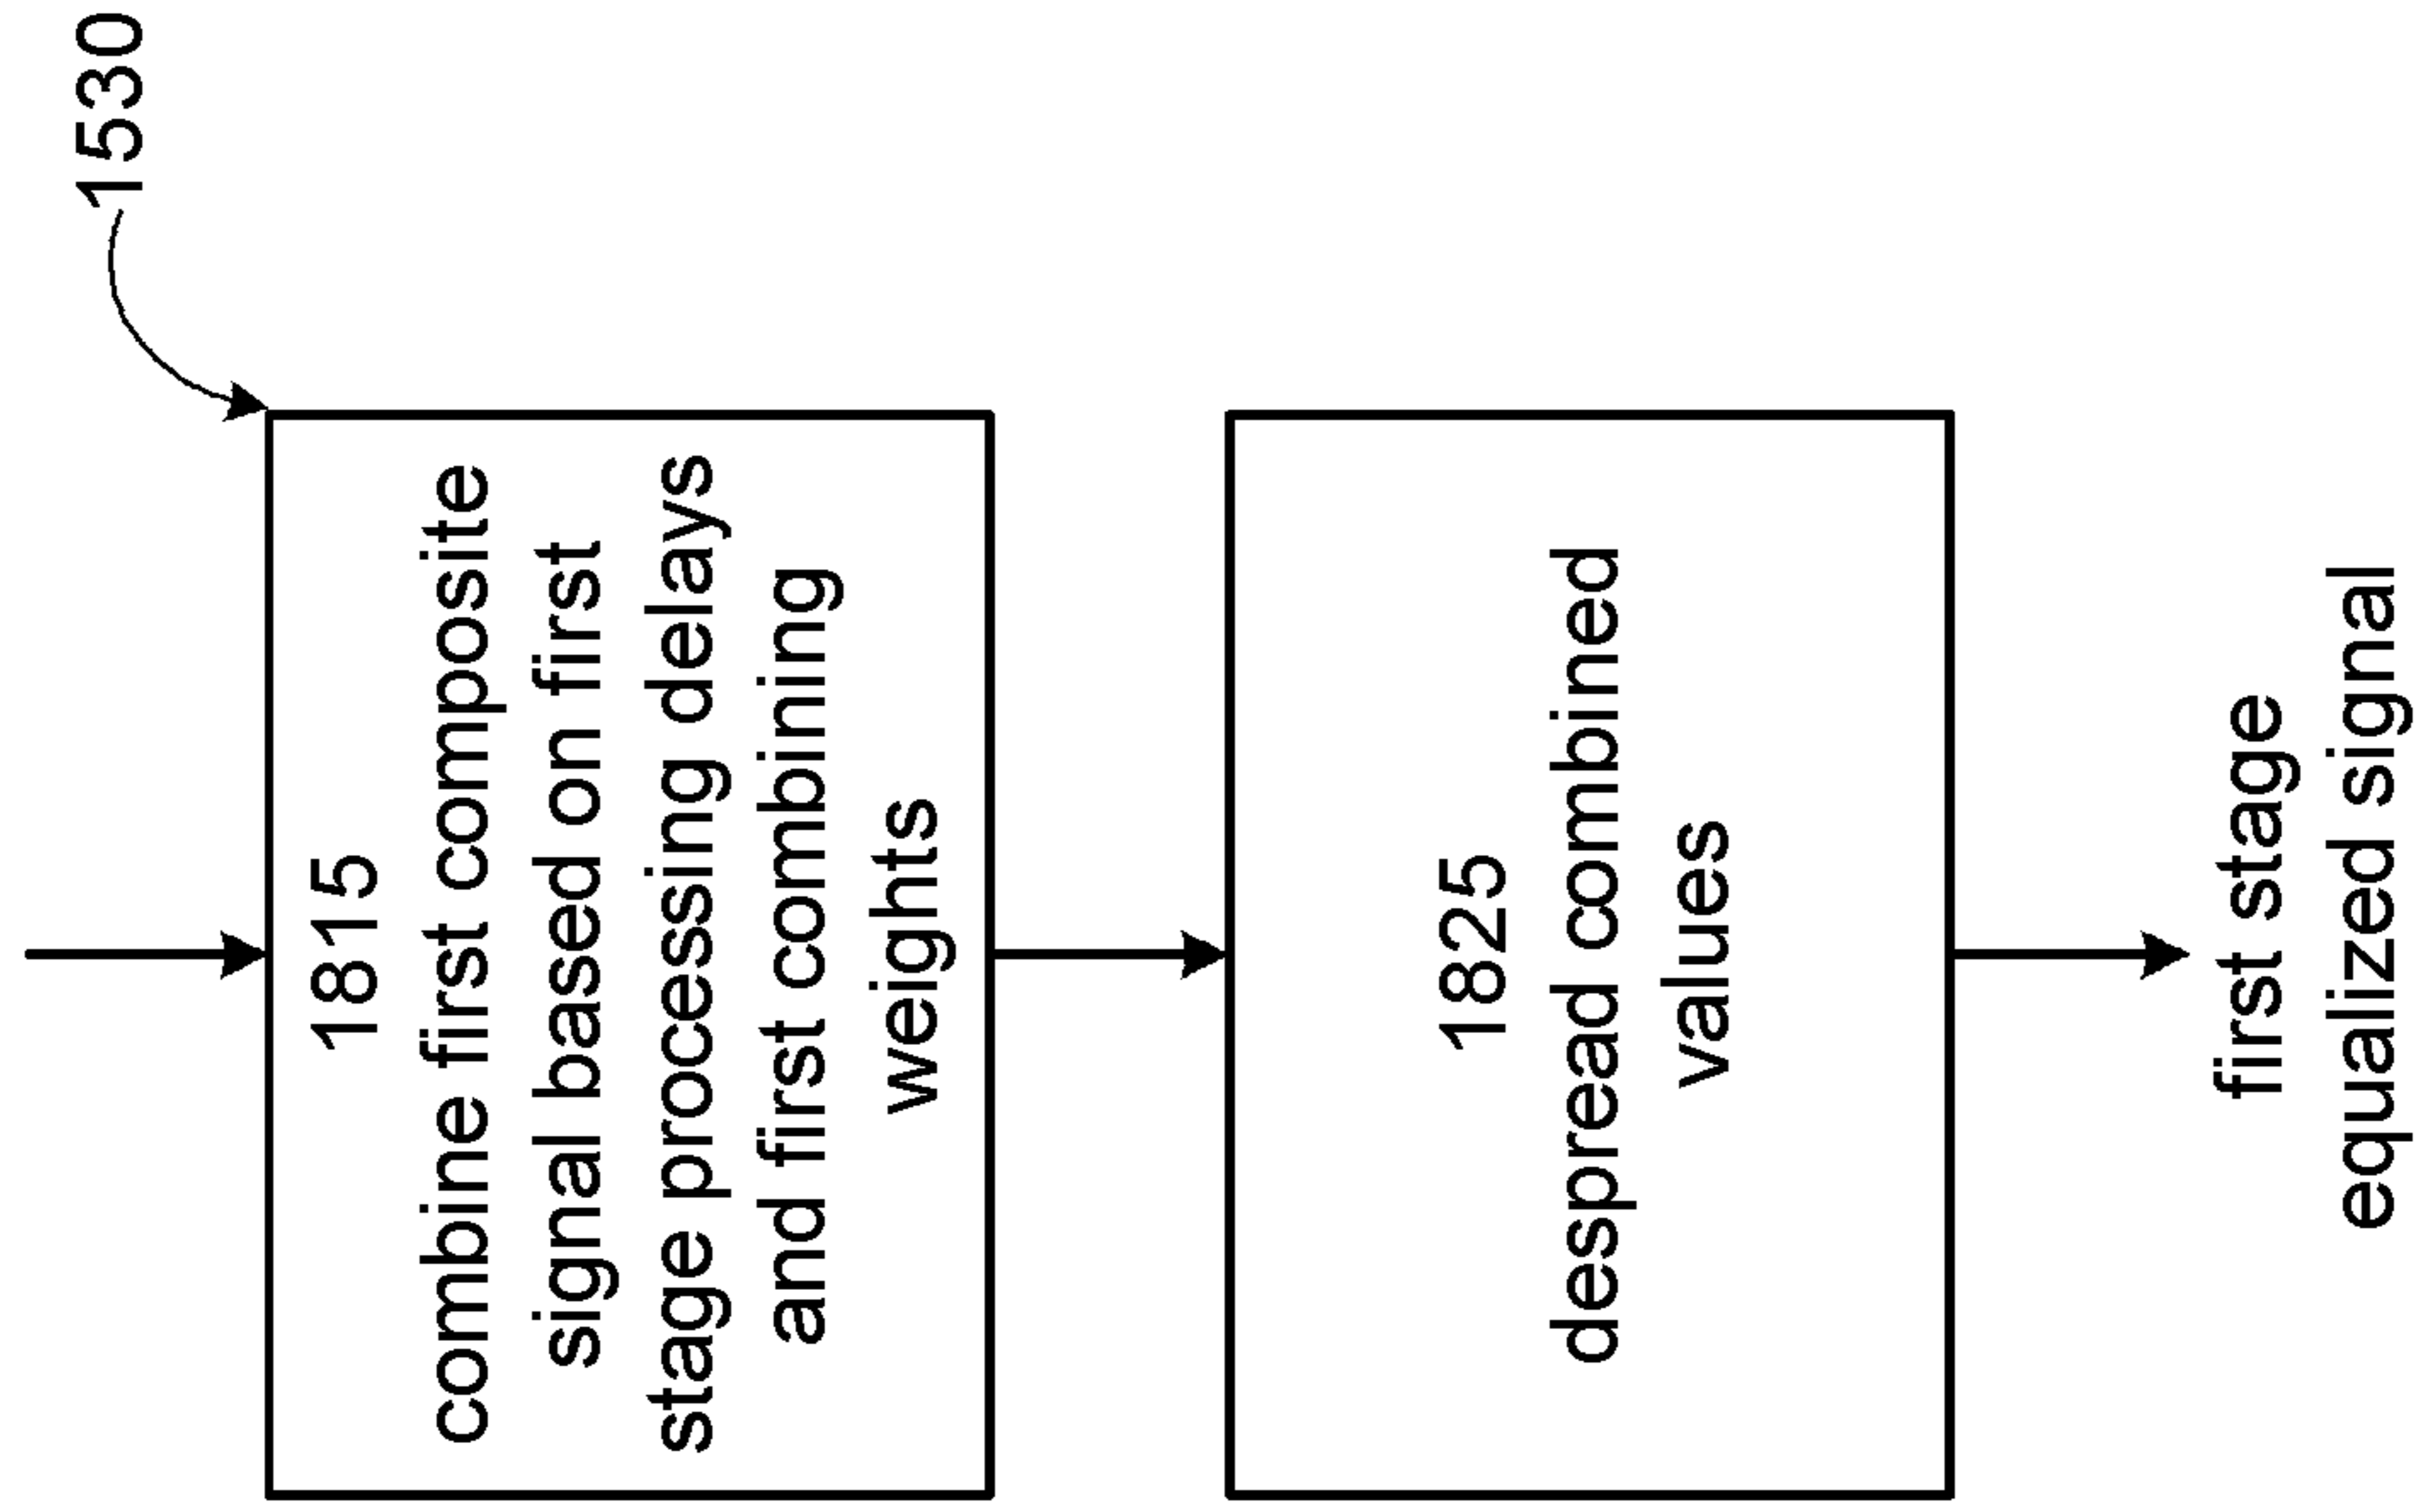 1530
1815
combine first composite
signal based on first
stage processing delays
and first combining
weights
1825
despread combined
values
first stage
equalized signal